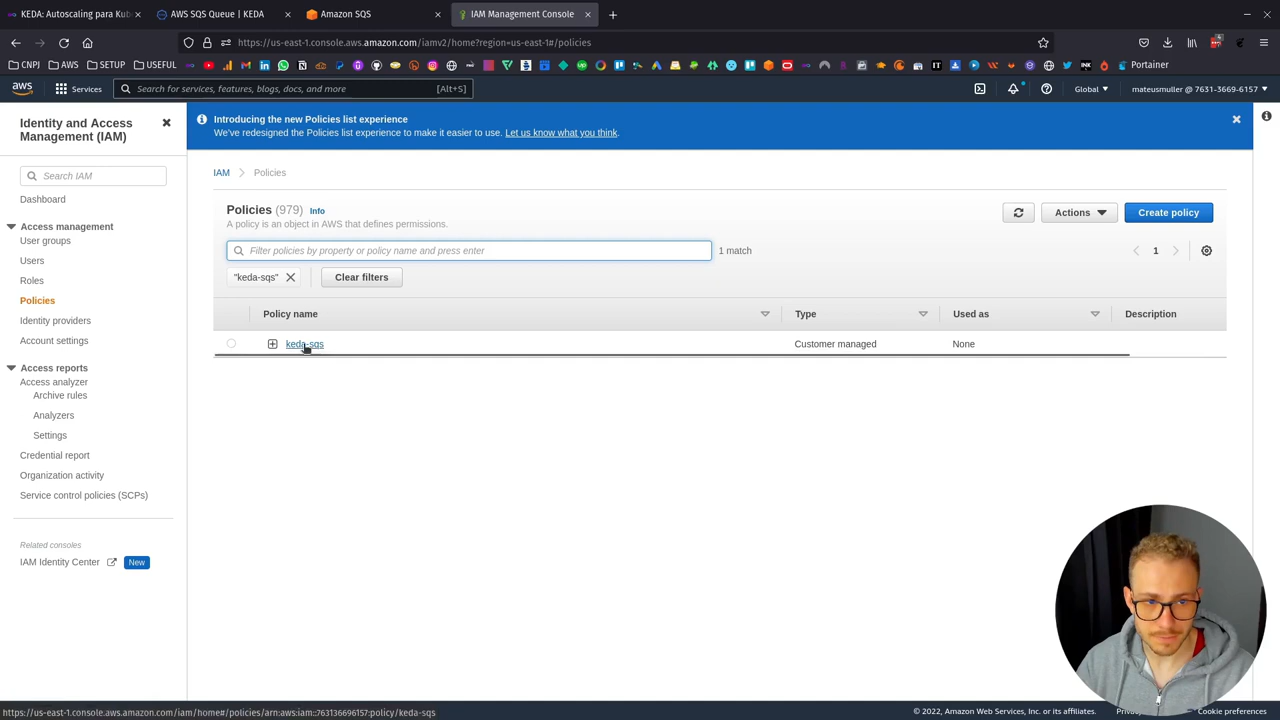 KEDA: Autoscaling para Kub
AWS SQS Queue | KEDA
Amazon SQS
IAM Management Console
https://us-east-1.console.aws.amazon.com/iamv2/home?region=us-east-1#/policies
CNPJ
AWS
SETUP
USEFUL
Portainer
aws
Services
Search for services, features, blogs, docs, and more
[Alt+S]
Global
mateusmuller @ 7631-3669-6157
Identity and Access
Management (IAM)
Search IAM
Dashboard
Access management
User groups
Users
Roles
Policies
Identity providers
Account settings
Access reports
Access analyzer
Archive rules
Analyzers
Settings
Credential report
Organization activity
Service control policies (SCPs)
Related consoles
IAM Identity Center
New
Introducing the new Policies list experience
We've redesigned the Policies list experience to make it easier to use. Let us know what you think.
IAM
Policies
Policies (979)
Info
A policy is an object in AWS that defines permissions.
Actions
Create policy
Filter policies by property or policy name and press enter
1 match
1
"keda-sqs"
Clear filters
Policy name
Type
Used as
Description
keda-sqs
Customer managed
None
https://us-east-1.console.aws.amazon.com/iam/home#/policies/arn:aws:iam::763136696157:policy/keda-sqs
© 2022, Amazon Web Services, Inc. or its affiliates.
Cookie preferences